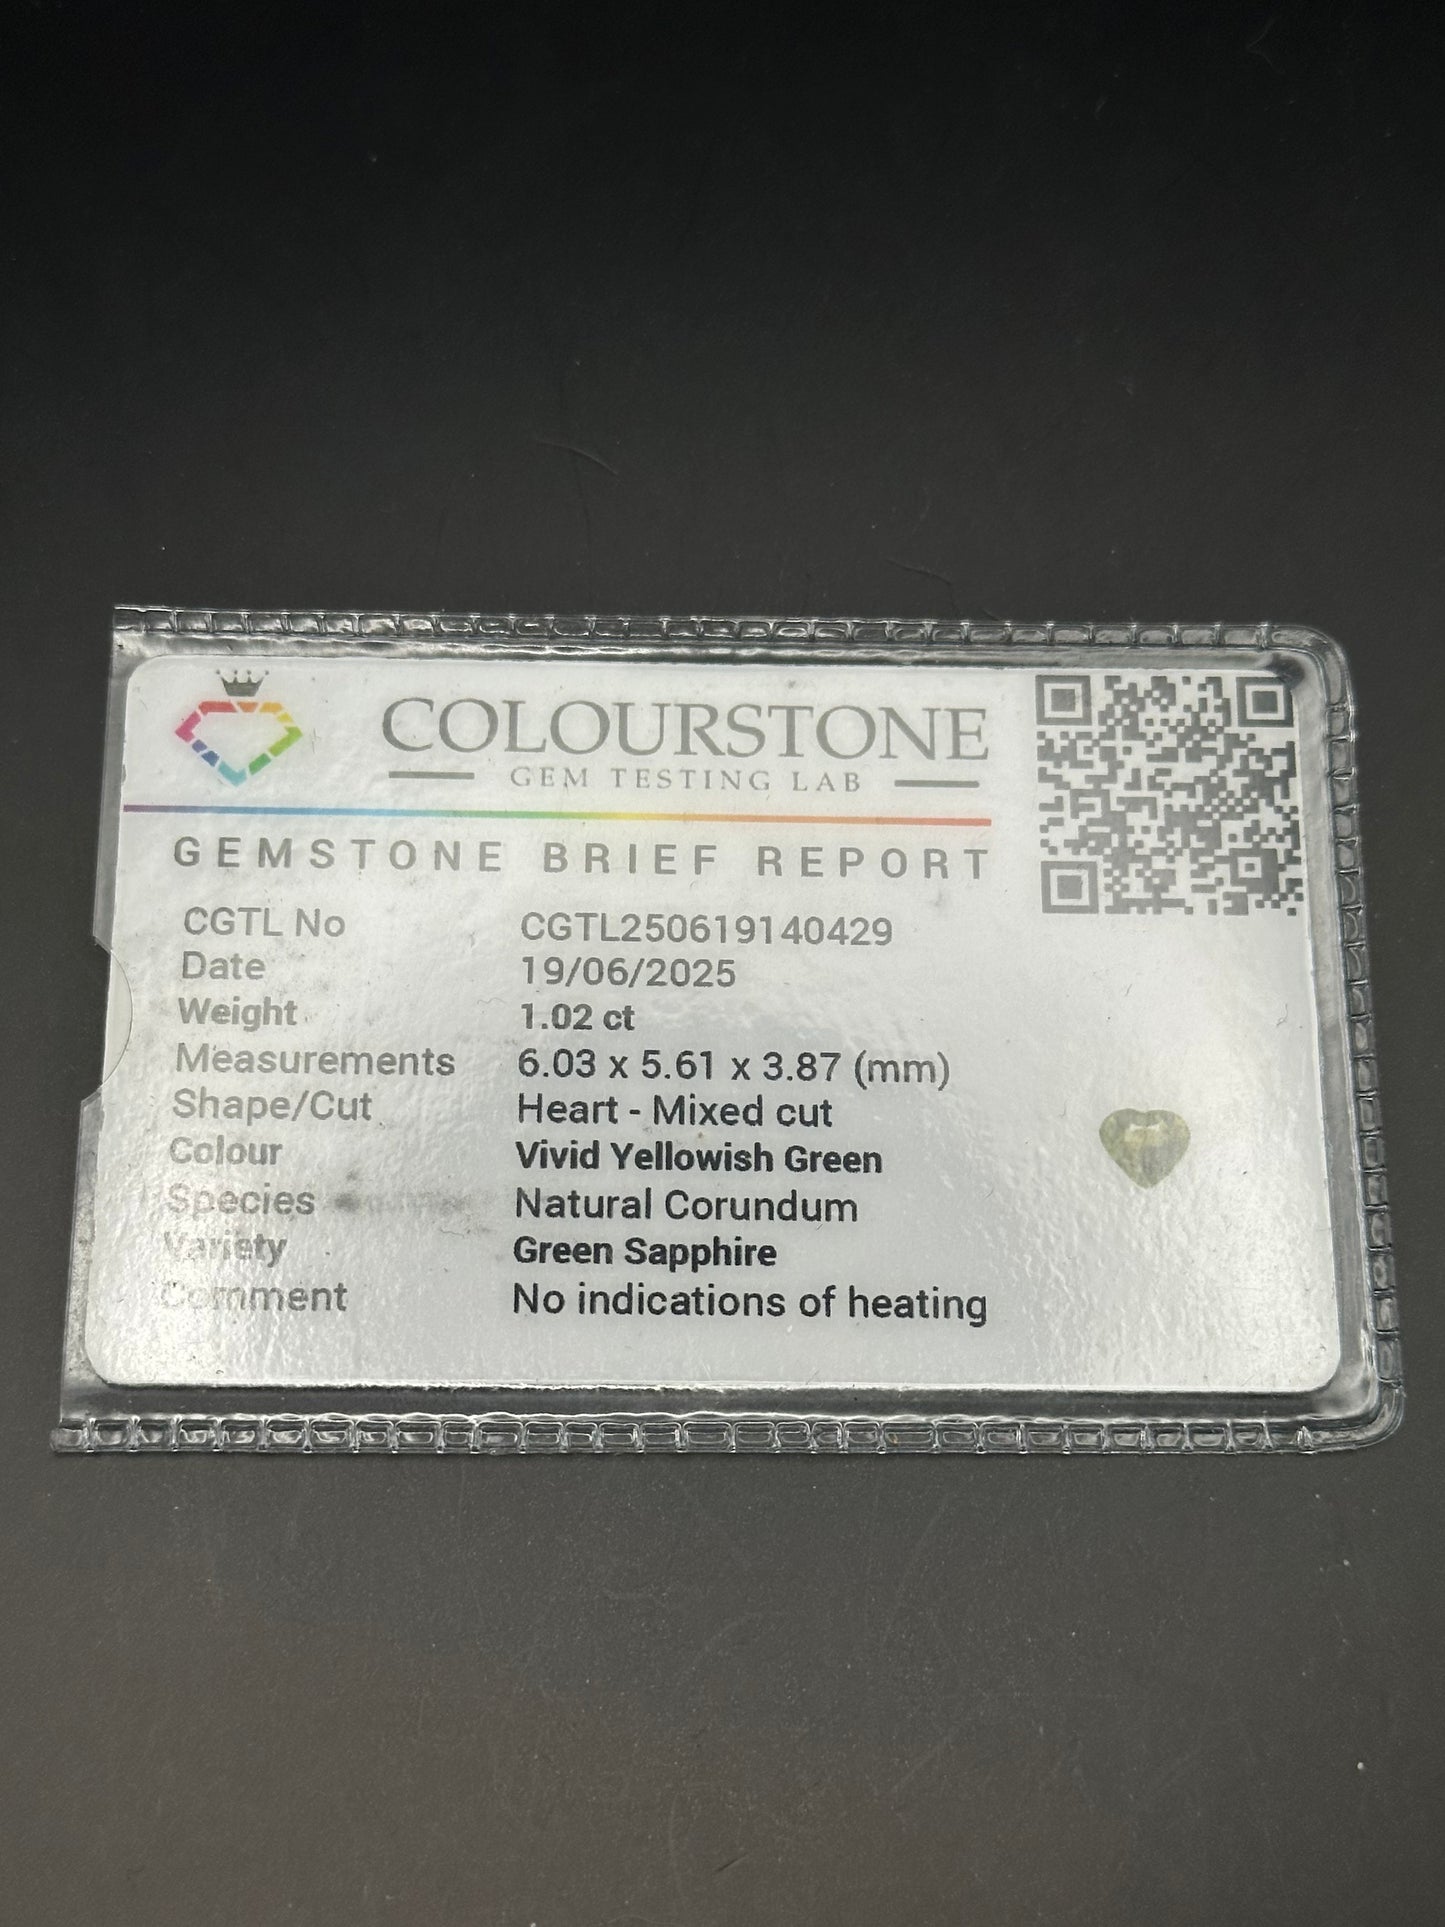 COLOURSTONE
GEM TESTING LAB
GEMSTONE BRIEF REPORT
CGTL No CGTL250619140429
Date 19/06/2025
Weight 1.02 ct
Measurements 6.03 x 5.61 x 3.87 (mm)
Shape/Cut Heart - Mixed cut
Colour Vivid Yellowish Green
Species Natural Corundum
Variety Green Sapphire
Comment No indications of heating